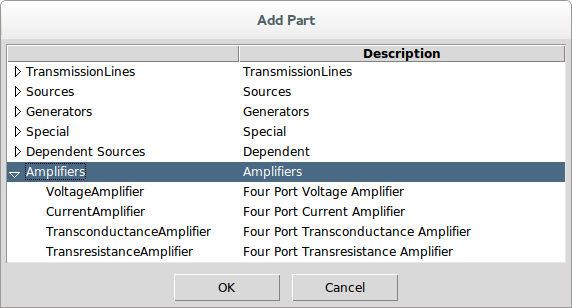 Add Part
Description
TransmissionLines TransmissionLines
Sources Sources
Generators Generators
Special Special
Dependent Sources Dependent
Amplifiers Amplifiers
VoltageAmplifier Four Port Voltage Amplifier
CurrentAmplifier Four Port Current Amplifier
TransconductanceAmplifier Four Port Transconductance Amplifier
TransresistanceAmplifier Four Port Transresistance Amplifier
OK Cancel